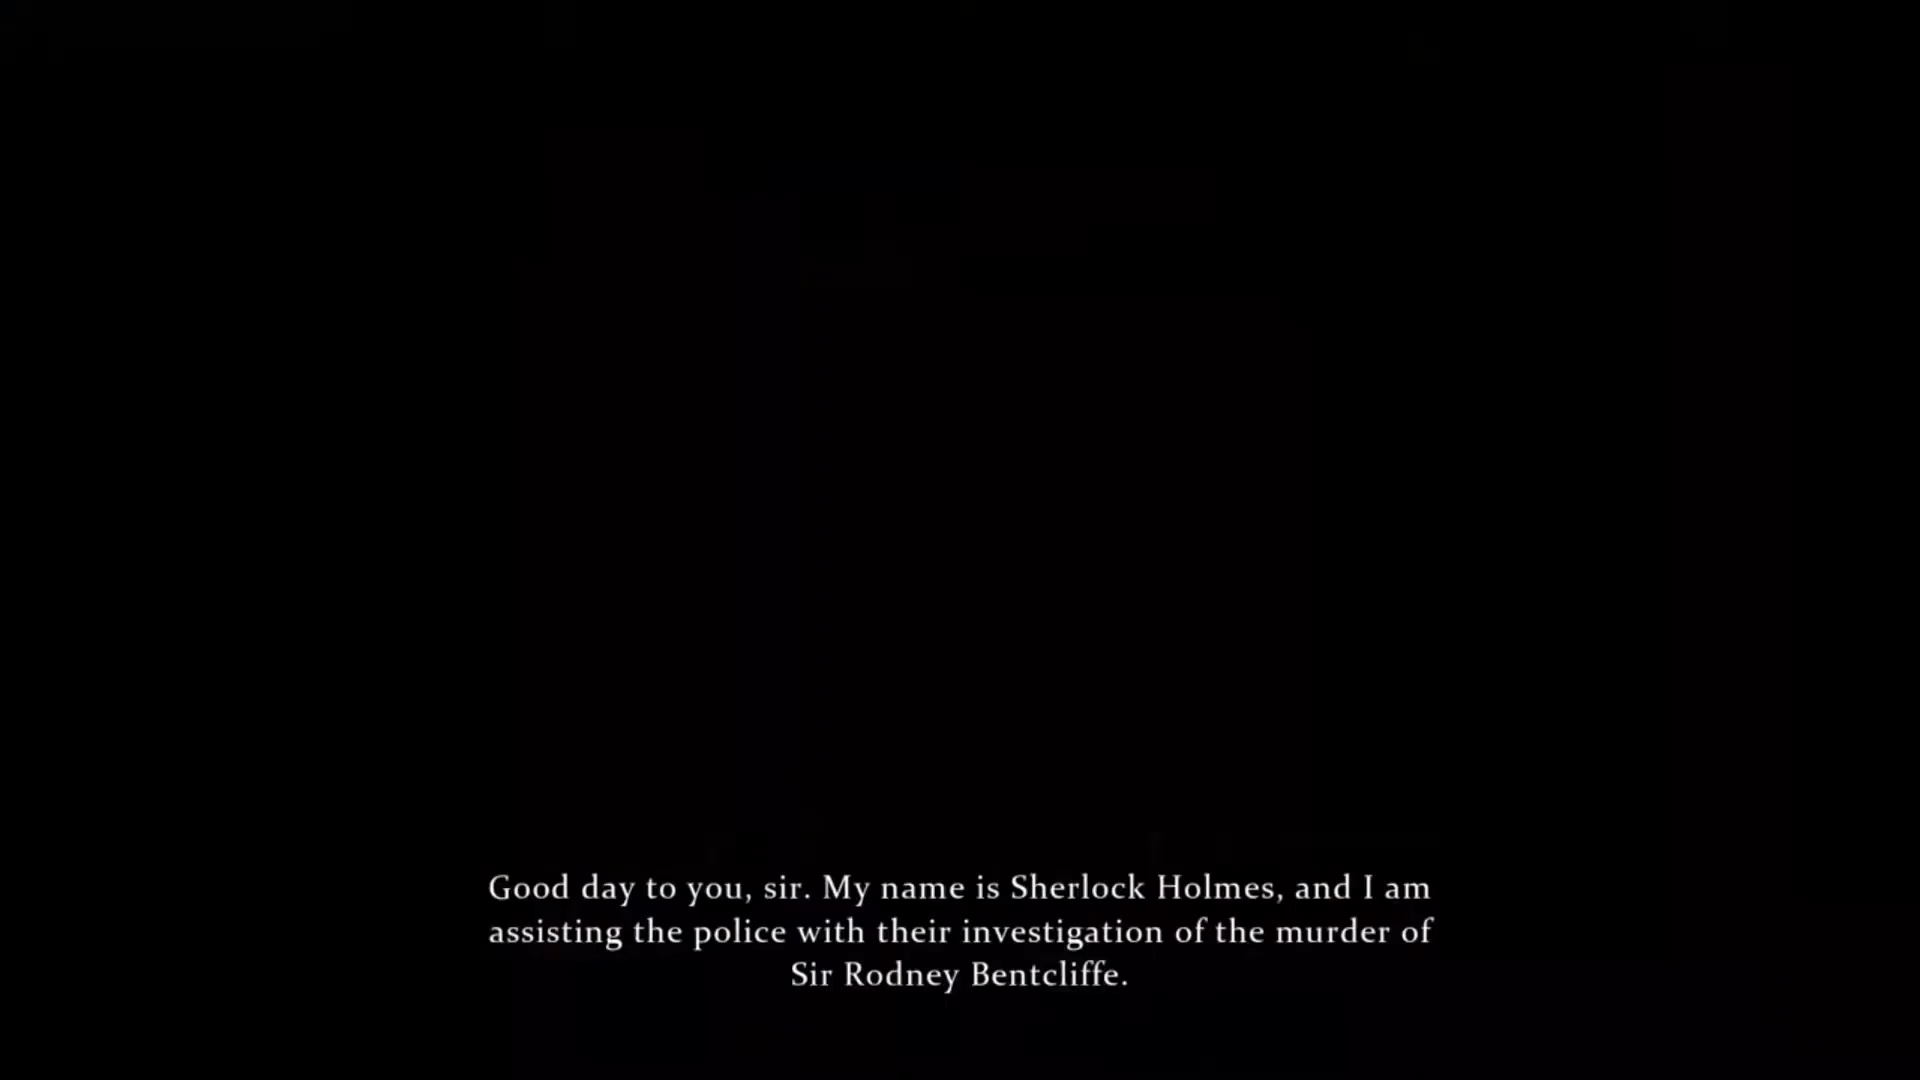 Good day to you, sir. My name is Sherlock Holmes, and I am
assisting the police with their investigation of the murder of
Sir Rodney Bentcliffe.